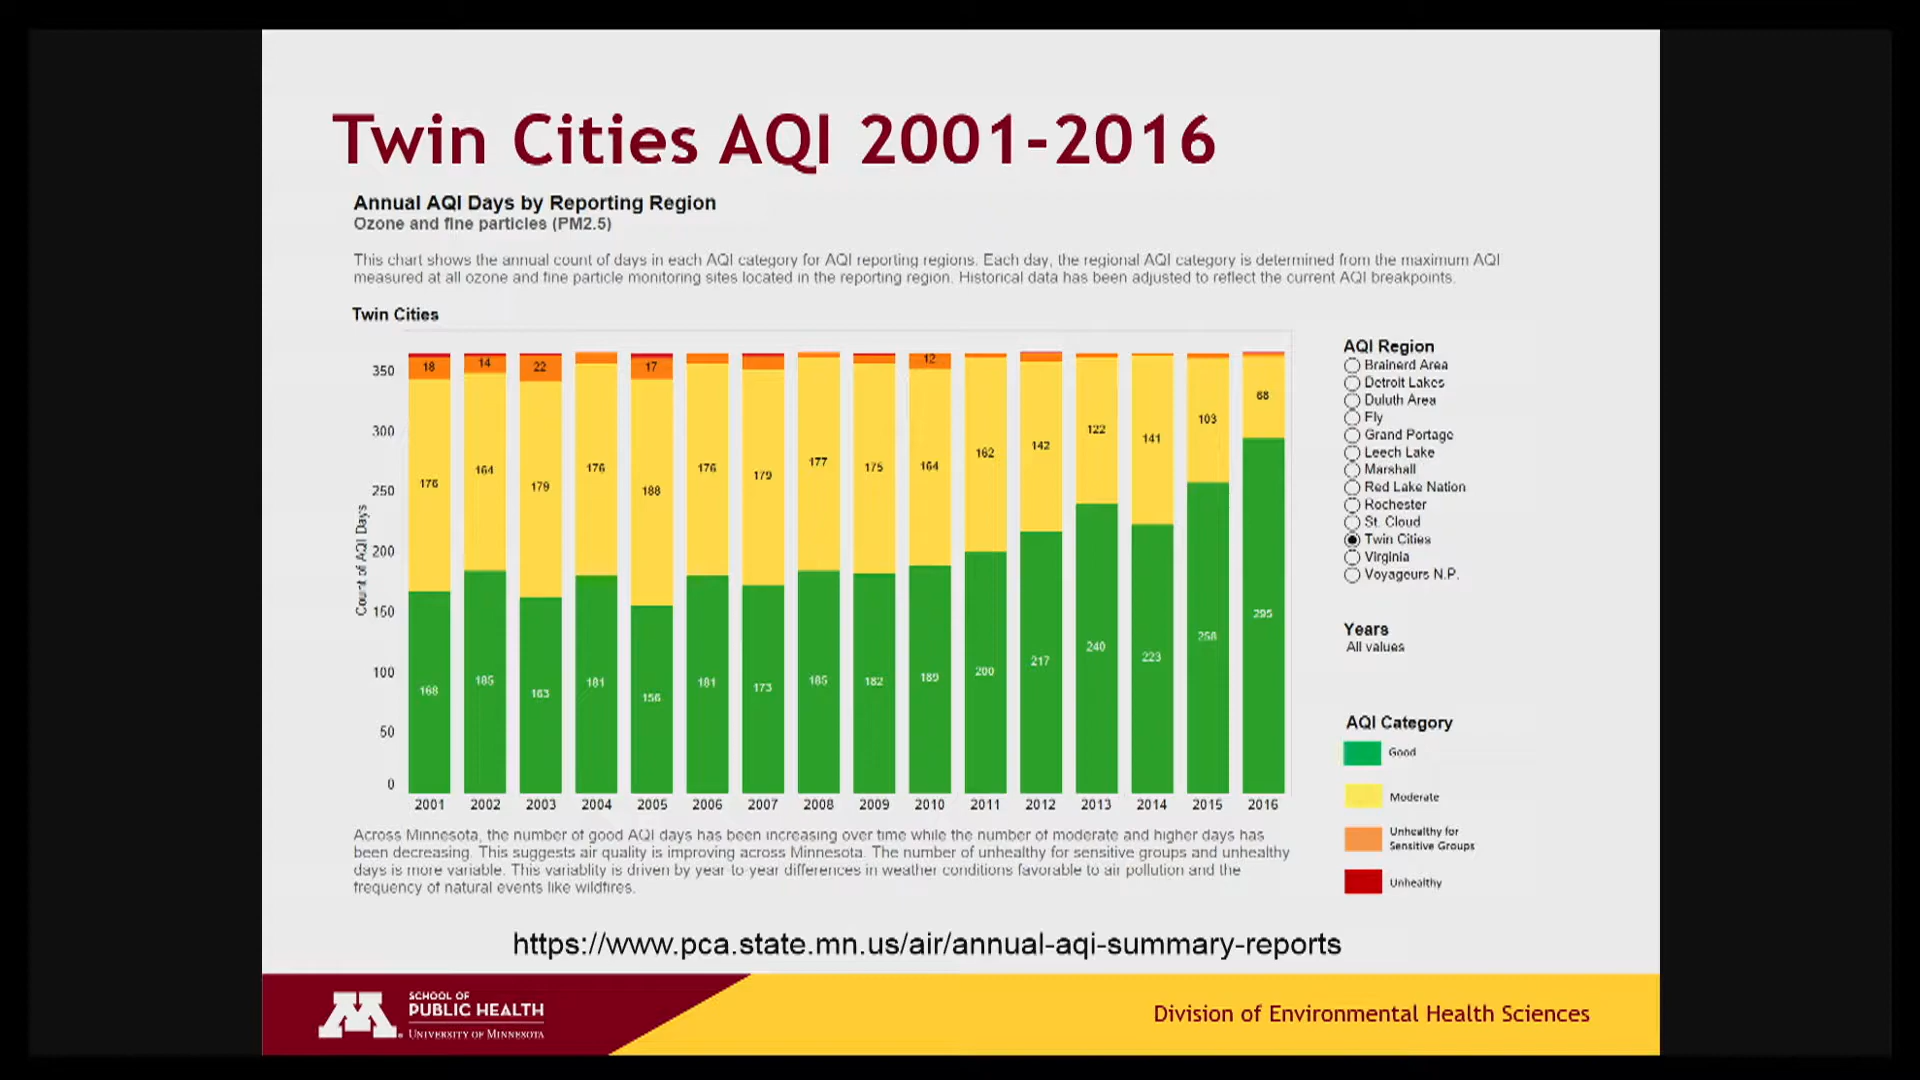 Twin Cities AQI 2001-2016
Annual AQI Days by Reporting Region
Ozone and fine particles (PM2.5)
This chart shows the annual count of days in each AQI category for AQI reporting regions. Each day, the regional AQI category is determined from the maximum AQI
measured at all ozone and fine particle monitoring sites located in the reporting region. Historical data has been adjusted to reflect the current AQI breakpoints.
Twin Cities
Count of AQI Days
350
300
250
200
150
100
50
0
18 14 22 17 12
176 164 179 176 188 176 179 177 175 164 162 142 122 141 103 68
168 185 163 181 156 181 173 185 182 189 200 217 240 223 258 295
2001 2002 2003 2004 2005 2006 2007 2008 2009 2010 2011 2012 2013 2014 2015 2016
AQI Region
Brainerd Area
Detroit Lakes
Duluth Area
Fly
Grand Portage
Leech Lake
Marshall
Red Lake Nation
Rochester
St. Cloud
Twin Cities
Virginia
Voyageurs N.P.
Years
All values
AQI Category
Good
Moderate
Unhealthy for
Sensitive Groups
Unhealthy
Across Minnesota, the number of good AQI days has been increasing over time while the number of moderate and higher days has
been decreasing. This suggests air quality is improving across Minnesota. The number of unhealthy for sensitive groups and unhealthy
days is more variable. This variablity is driven by year to year differences in weather conditions favorable to air pollution and the
frequency of natural events like wildfires.
https://www.pca.state.mn.us/air/annual-aqi-summary-reports
M
SCHOOL OF
PUBLIC HEALTH
UNIVERSITY OF MINNESOTA
Division of Environmental Health Sciences